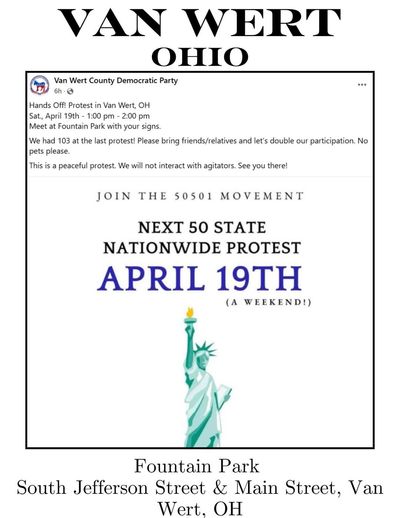 VAN WERT
OHIO
Van Wert County Democratic Party
6h ·
Hands Off! Protest in Van Wert, OH
Sat., April 19th - 1:00 pm - 2:00 pm
Meet at Fountain Park with your signs.
We had 103 at the last protest! Please bring friends/relatives and let's double our participation. No
pets please.
This is a peaceful protest. We will not interact with agitators. See you there!
JOIN THE 50501 MOVEMENT
NEXT 50 STATE
NATIONWIDE PROTEST
APRIL 19TH
(A WEEKEND!)
Fountain Park
South Jefferson Street & Main Street, Van
Wert, OH